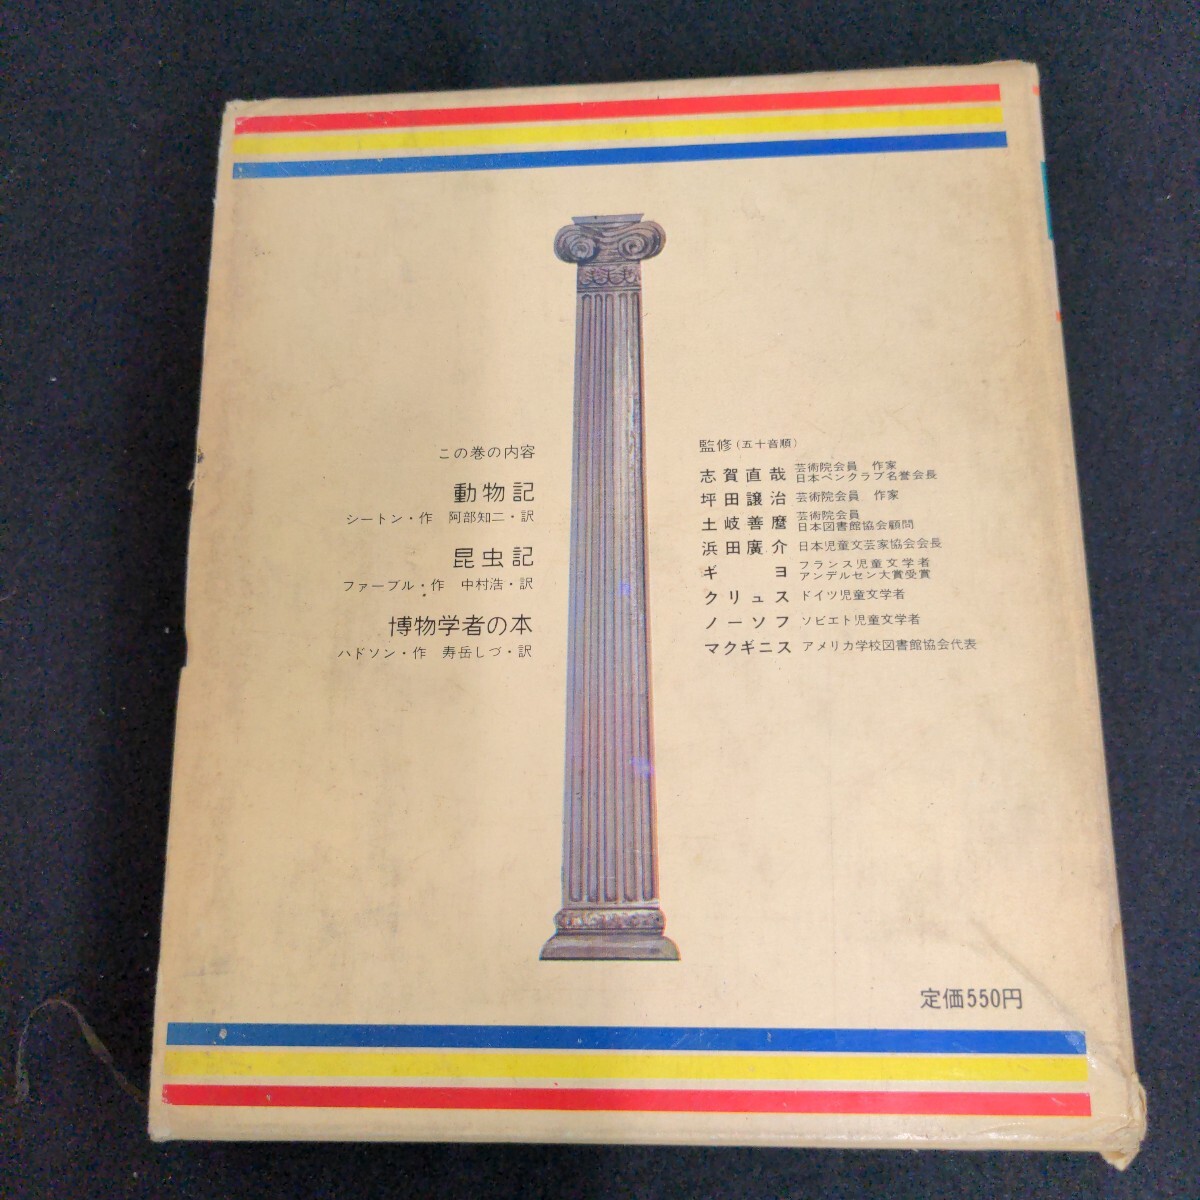 この巻の内容
動物記
シートン・作 阿部知二・訳
昆虫記
ファーブル・作 中村浩・訳
博物学者の本
ハドソン・作 寿岳しづ・訳
監修(五十音順)
志賀直哉 芸術院会員 作家
日本ペンクラブ名誉会長
坪田譲治 芸術院会員 作家
土岐善麿 芸術院会員
日本図書館協会顧問
浜田廣介 日本児童文芸家協会会長
ギヨ フランス児童文学者
アンデルセン大賞受賞
クリュス ドイツ児童文学者
ノーソフ ソビエト児童文学者
マクギニス アメリカ学校図書館協会代表
定価550円